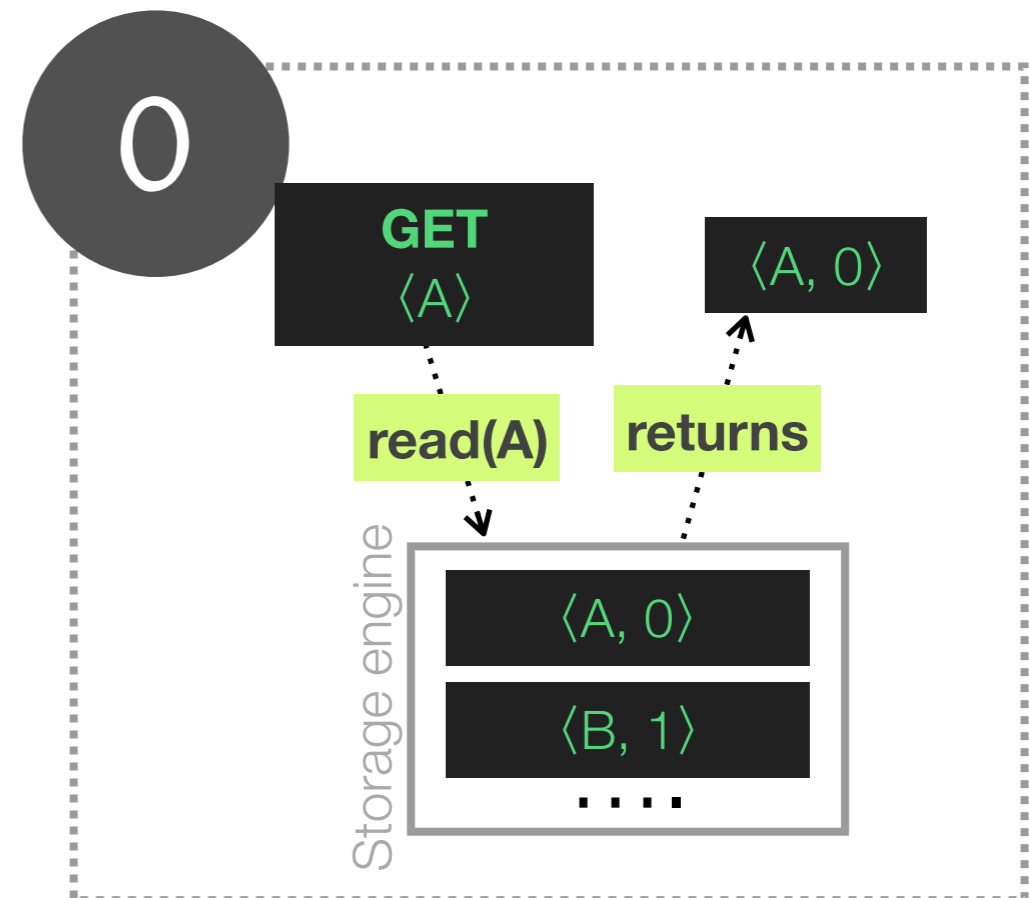 0
GET
⟨A⟩
⟨A, 0⟩
read(A)
returns
Storage engine
⟨A, 0⟩
⟨B, 1⟩
....